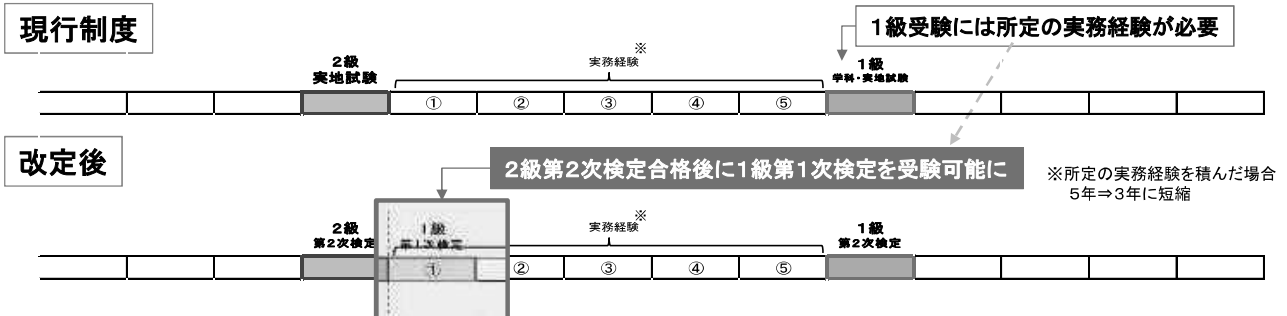 現行制度
1級受験には所定の実務経験が必要
※
2級
実地試験
実務経験
1級
学科・実地試験
① ② ③ ④ ⑤
改定後
2級第2次検定合格後に1級第1次検定を受験可能に
※所定の実務経験を積んだ場合
5年⇒3年に短縮
※
2級
第2次検定
1級
第1次検定
実務経験
1級
第2次検定
① ② ③ ④ ⑤